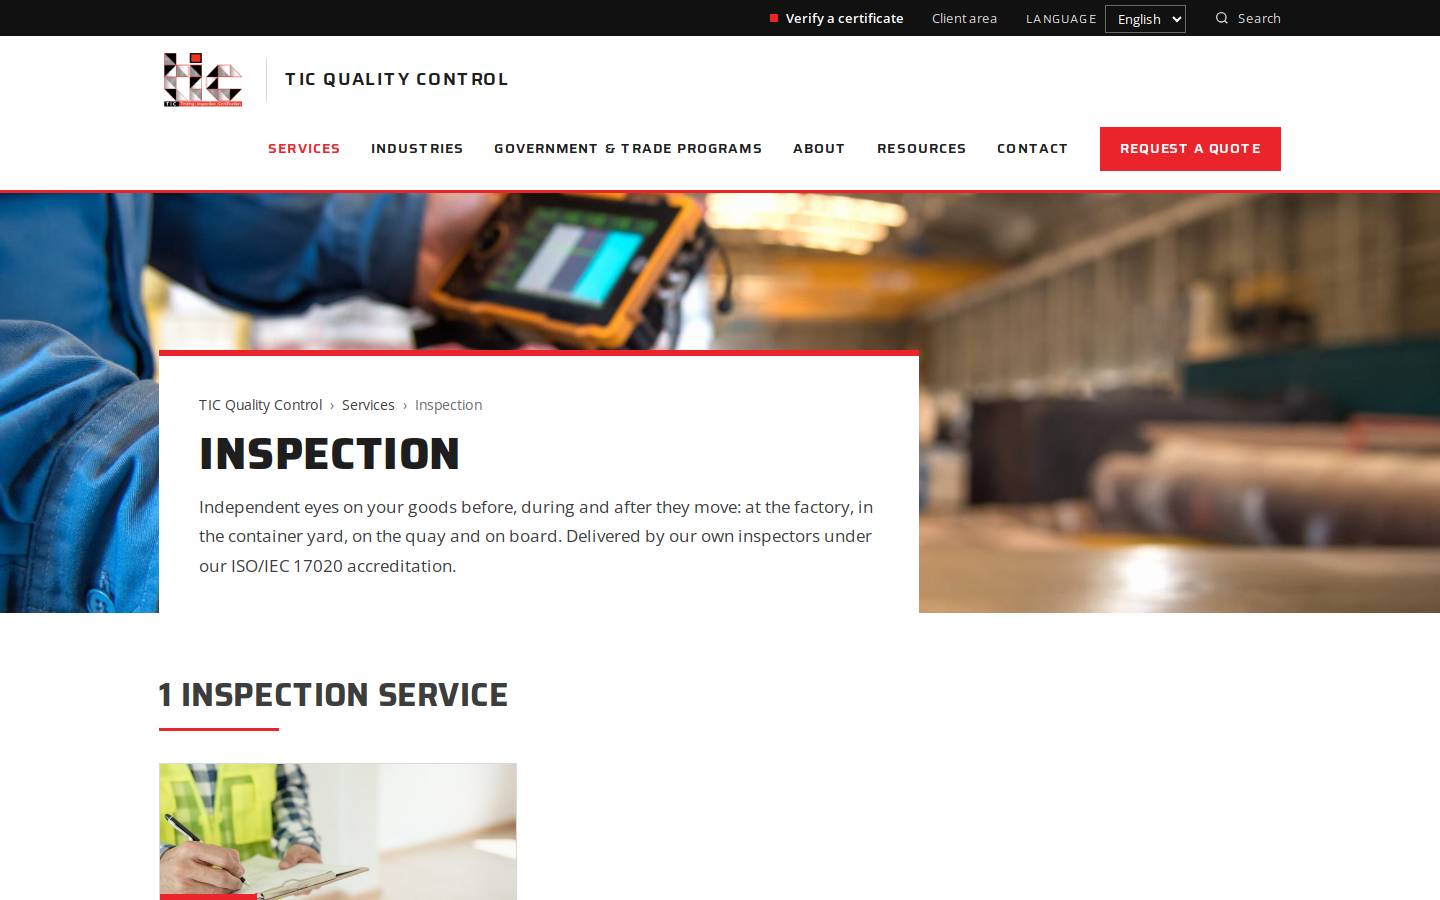 Verify a certificate
Client area
LANGUAGE
English
Search
tic
TIC QUALITY CONTROL
SERVICES
INDUSTRIES
GOVERNMENT & TRADE PROGRAMS
ABOUT
RESOURCES
CONTACT
REQUEST A QUOTE
TIC Quality Control › Services › Inspection
INSPECTION
Independent eyes on your goods before, during and after they move: at the factory, in
the container yard, on the quay and on board. Delivered by our own inspectors under
our ISO/IEC 17020 accreditation.
1 INSPECTION SERVICE